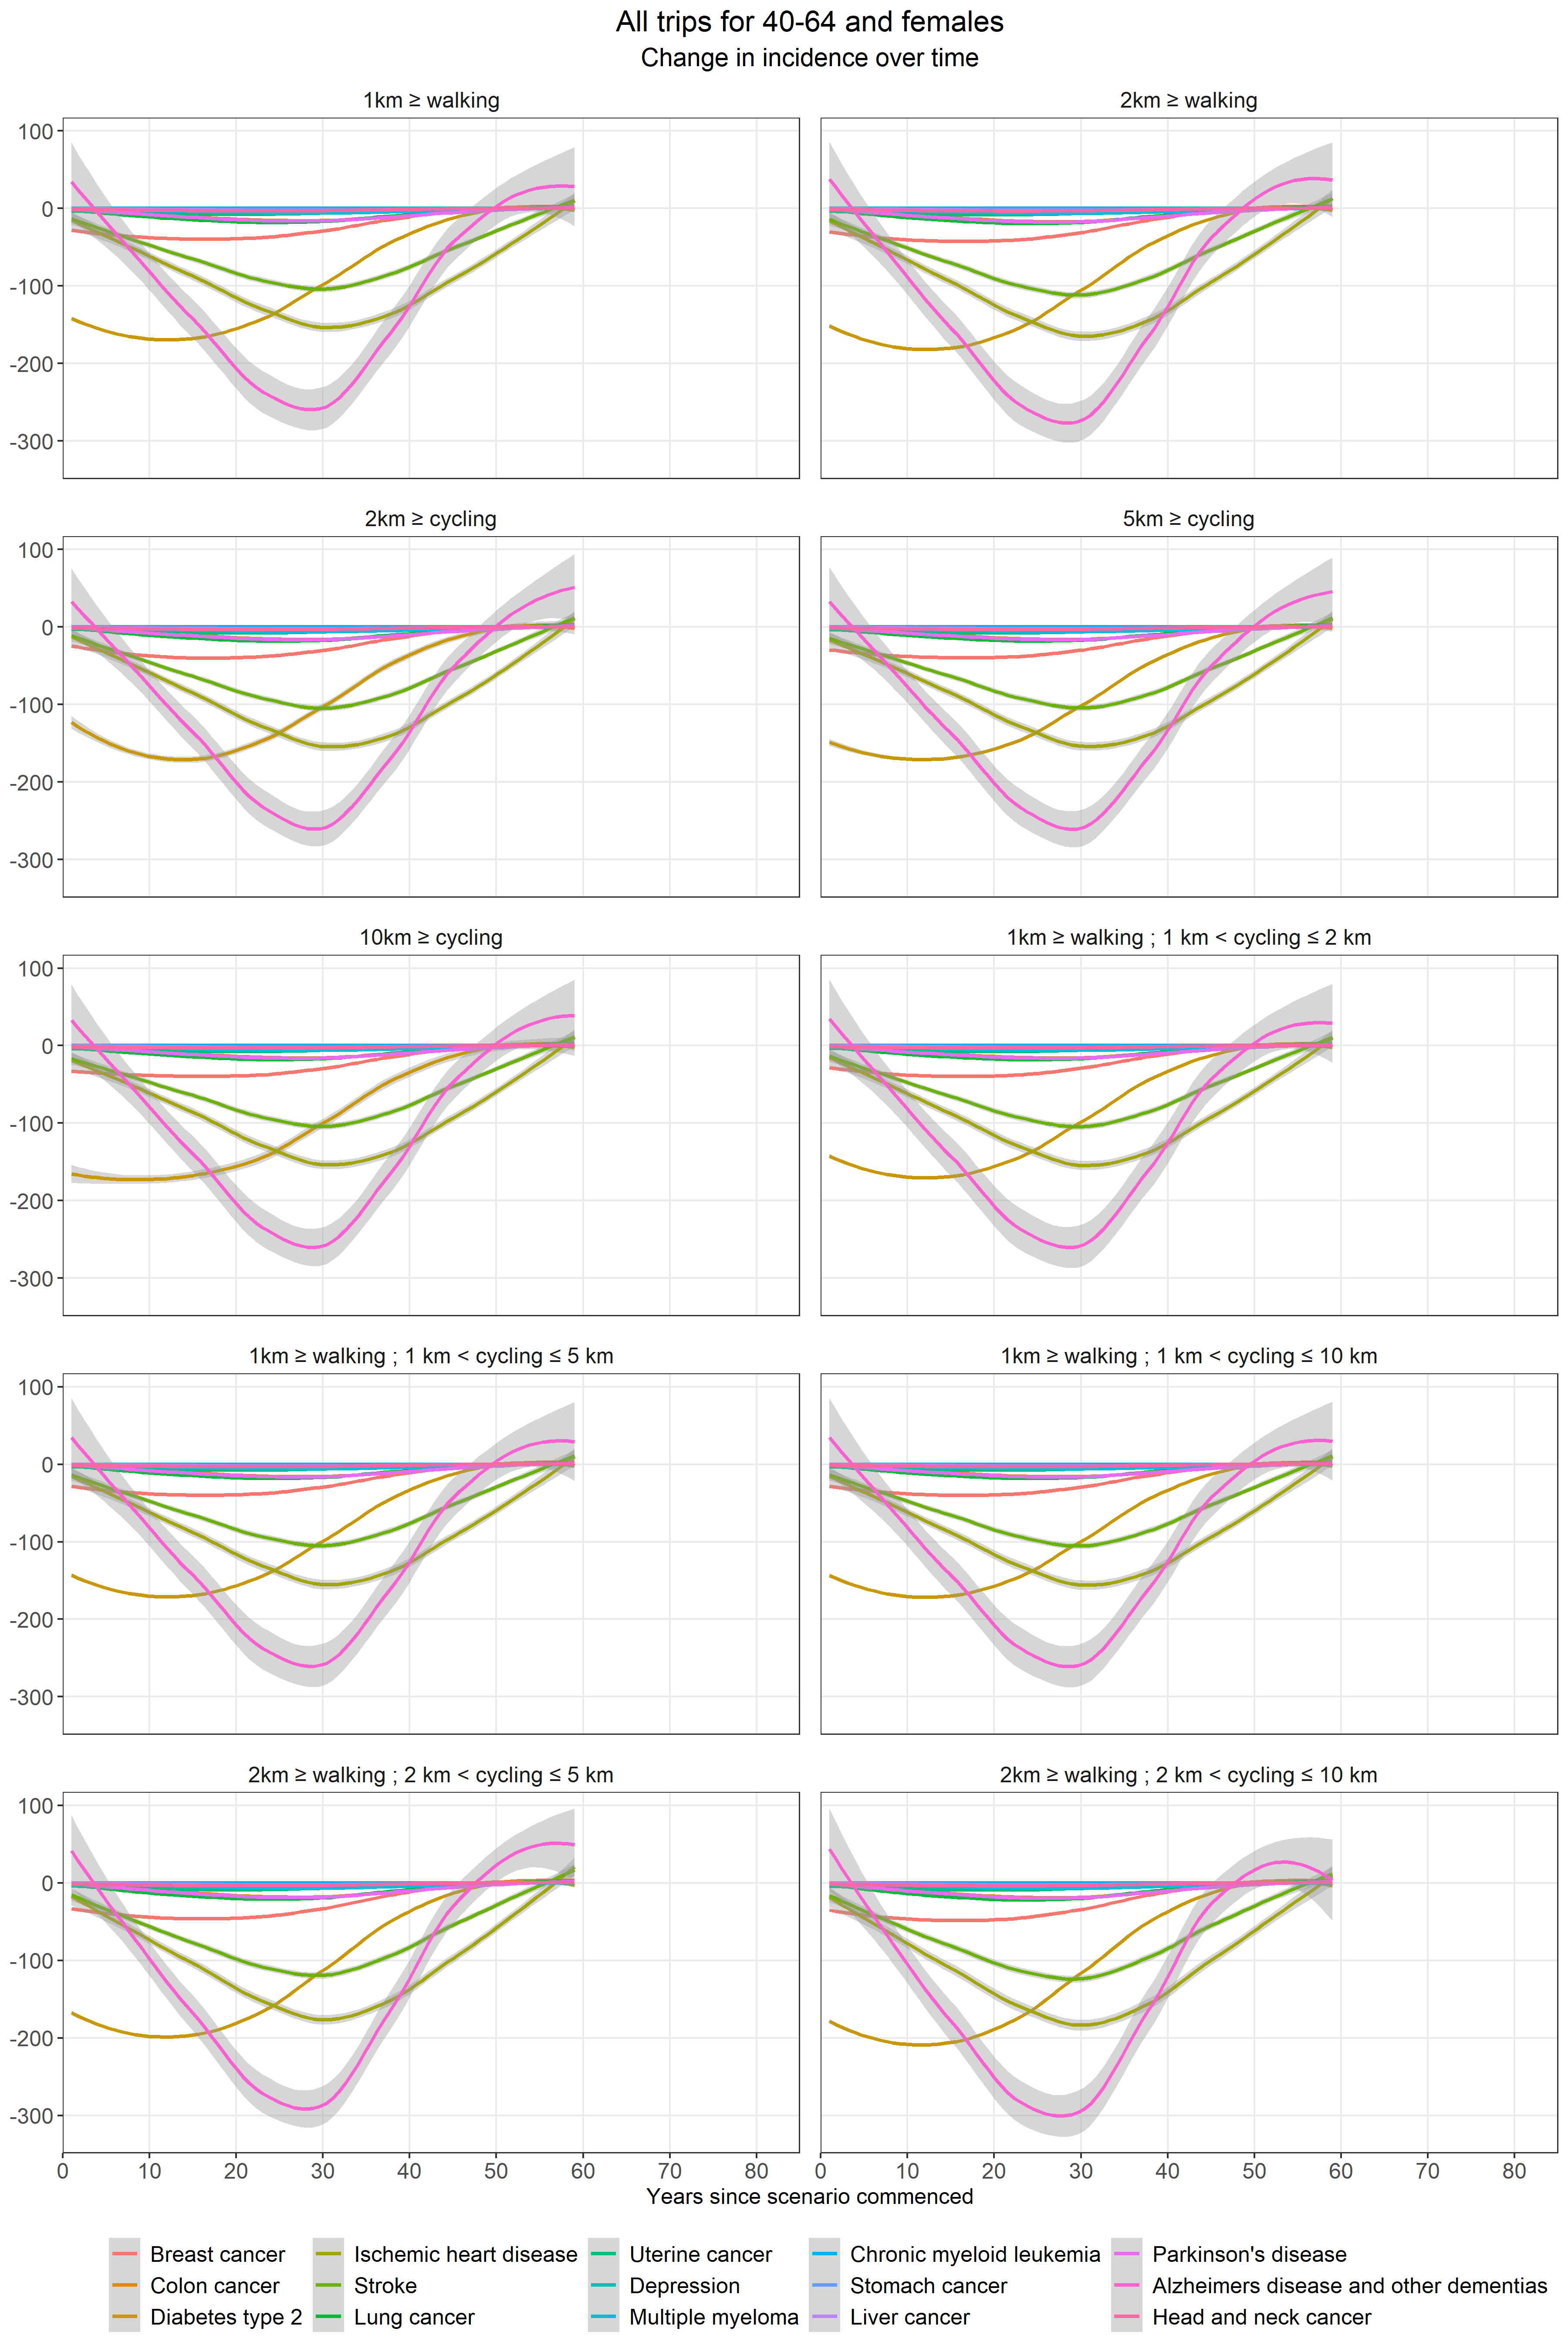 All trips for 40-64 and females
Change in incidence over time
1km ≥ walking
2km ≥ walking
100
0
-100
-200
-300
2km ≥ cycling
5km ≥ cycling
100
0
-100
-200
-300
10km ≥ cycling
1km ≥ walking ; 1 km < cycling ≤ 2 km
100
0
-100
-200
-300
1km ≥ walking ; 1 km < cycling ≤ 5 km
1km ≥ walking ; 1 km < cycling ≤ 10 km
100
0
-100
-200
-300
2km ≥ walking ; 2 km < cycling ≤ 5 km
2km ≥ walking ; 2 km < cycling ≤ 10 km
100
0
-100
-200
-300
0 10 20 30 40 50 60 70 80
0 10 20 30 40 50 60 70 80
Years since scenario commenced
Breast cancer
Colon cancer
Diabetes type 2
Ischemic heart disease
Stroke
Lung cancer
Uterine cancer
Depression
Multiple myeloma
Chronic myeloid leukemia
Stomach cancer
Liver cancer
Parkinson's disease
Alzheimers disease and other dementias
Head and neck cancer